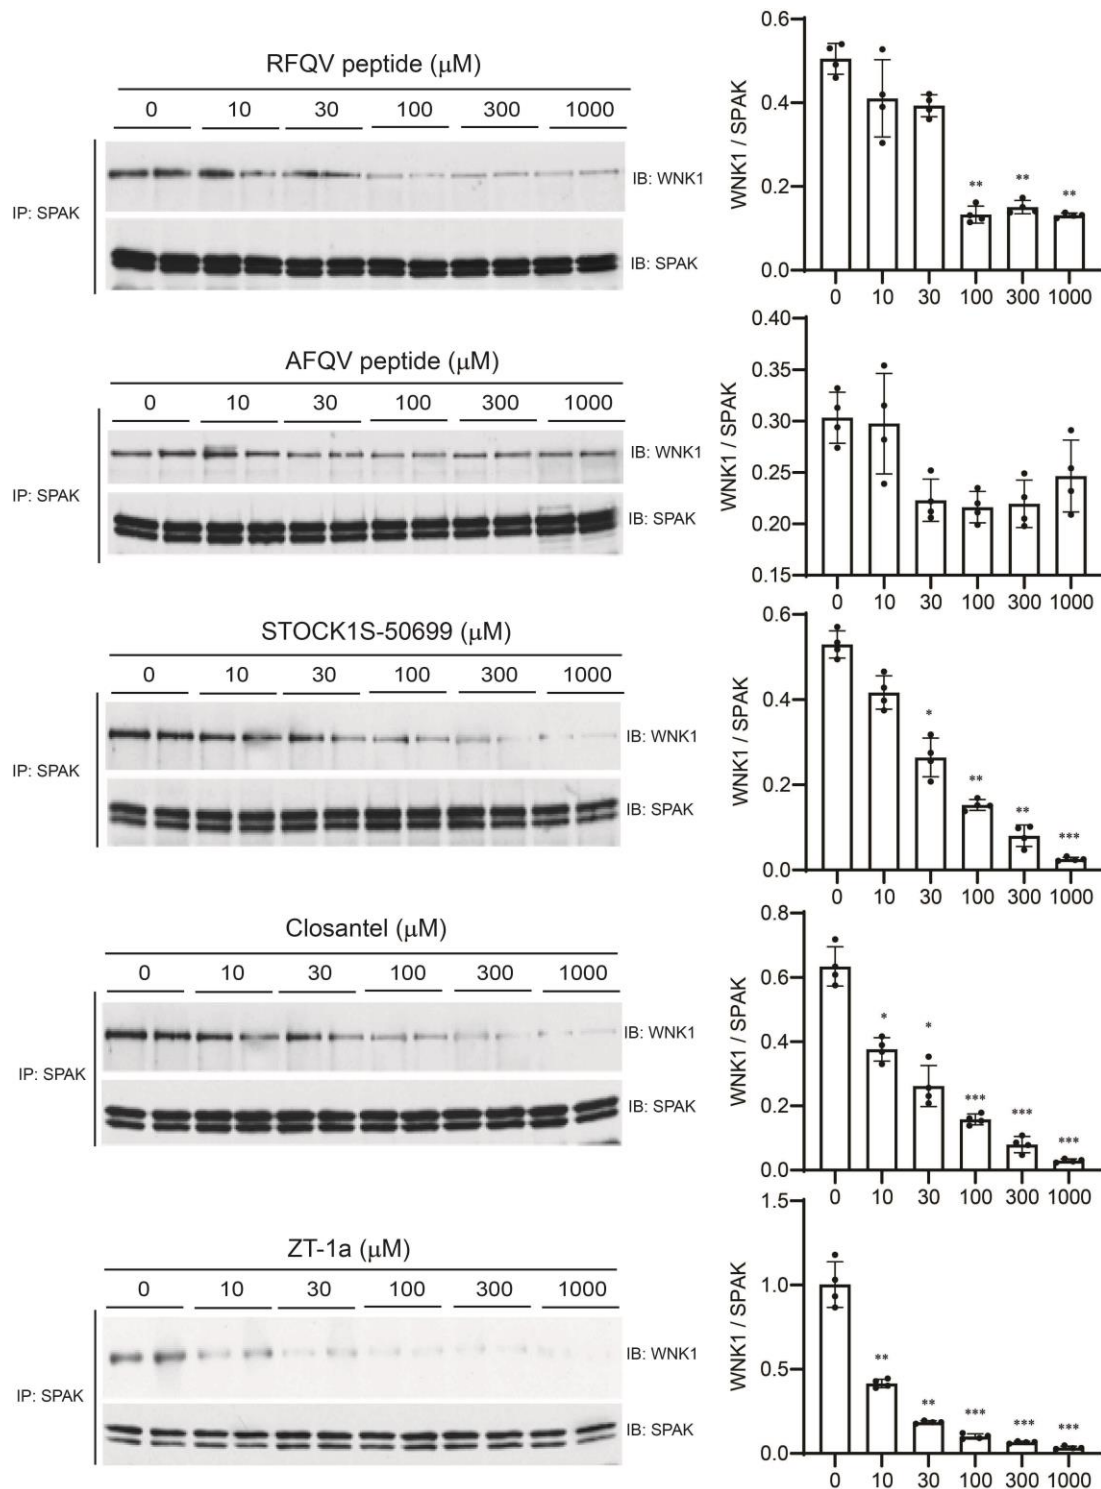 RFQV peptide (μM)
0 10 30 100 300 1000
IP: SPAK
IB: WNK1
IB: SPAK
WNK1 / SPAK
0.6
0.4
0.2
0.0
** ** **
0 10 30 100 300 1000
AFQV peptide (μM)
0 10 30 100 300 1000
IP: SPAK
IB: WNK1
IB: SPAK
WNK1 / SPAK
0.40
0.35
0.30
0.25
0.20
0.15
0 10 30 100 300 1000
STOCK1S-50699 (μM)
0 10 30 100 300 1000
IP: SPAK
IB: WNK1
IB: SPAK
WNK1 / SPAK
0.6
0.4
0.2
0.0
* ** ** ***
0 10 30 100 300 1000
Closantel (μM)
0 10 30 100 300 1000
IP: SPAK
IB: WNK1
IB: SPAK
WNK1 / SPAK
0.8
0.6
0.4
0.2
0.0
* * *** *** ***
0 10 30 100 300 1000
ZT-1a (μM)
0 10 30 100 300 1000
IP: SPAK
IB: WNK1
IB: SPAK
WNK1 / SPAK
1.5
1.0
0.5
0.0
** ** *** *** ***
0 10 30 100 300 1000